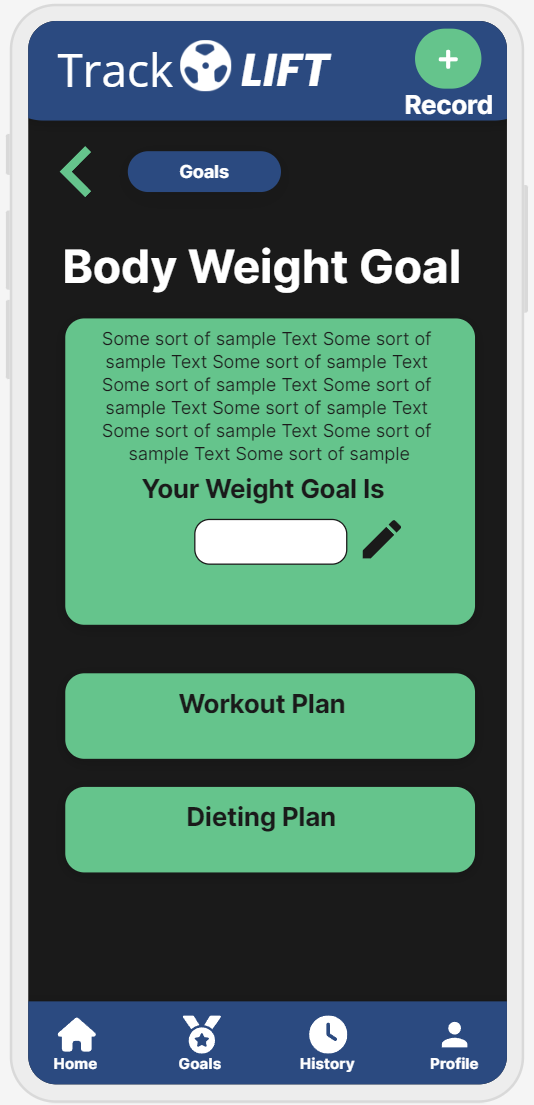 Track LIFT
Record
Goals
Body Weight Goal
Some sort of sample Text Some sort of
sample Text Some sort of sample Text
Some sort of sample Text Some sort of
sample Text Some sort of sample Text
Some sort of sample Text Some sort of
sample Text Some sort of sample
Your Weight Goal Is
Workout Plan
Dieting Plan
Home Goals History Profile